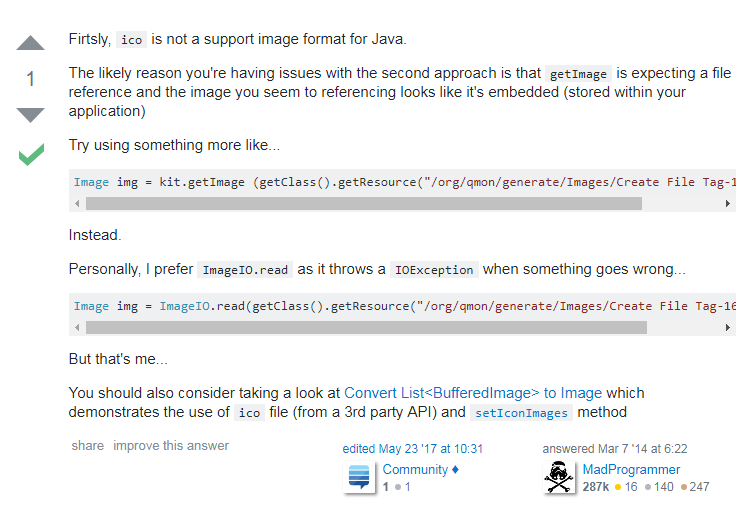 Firtsly, ico is not a support image format for Java.
1
The likely reason you're having issues with the second approach is that getImage is expecting a file
reference and the image you seem to referencing looks like it's embedded (stored within your
application)
Try using something more like...
Image img = kit.getImage (getClass().getResource("/org/qmon/generate/Images/Create File Tag-1
Instead.
Personally, I prefer ImageIO.read as it throws a IOException when something goes wrong...
Image img = ImageIO.read(getClass().getResource("/org/qmon/generate/Images/Create File Tag-16
But that's me...
You should also consider taking a look at Convert List<BufferedImage> to Image which
demonstrates the use of ico file (from a 3rd party API) and setIconImages method
share improve this answer
edited May 23 '17 at 10:31
Community ♦
1 ● 1
answered Mar 7 '14 at 6:22
MadProgrammer
287k ● 16 ● 140 ● 247